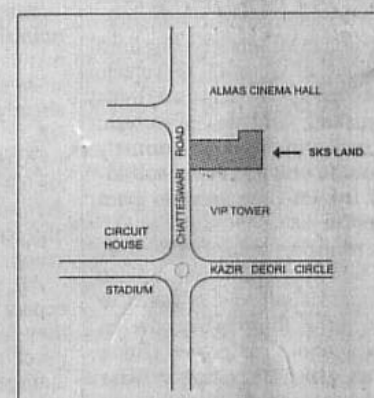 ALMAS CINEMA HALL
SKS LAND
CHATTESWARI ROAD
VIP TOWER
CIRCUIT
HOUSE
KAZIR DEORI CIRCLE
STADIUM